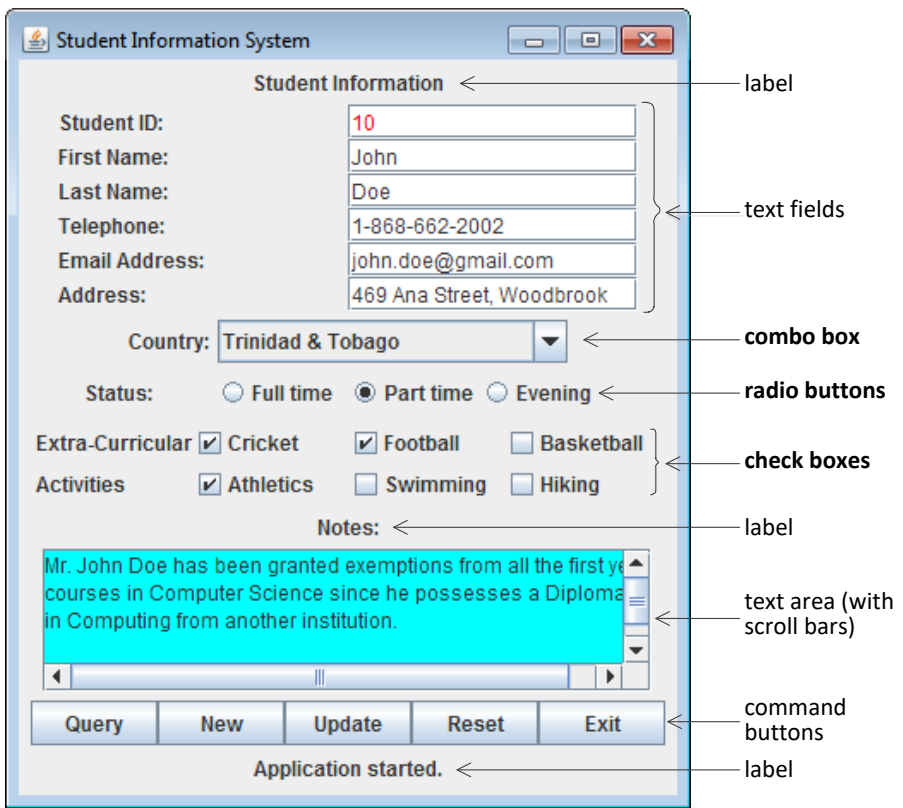 Student Information System
Student Information
label
Student ID: 10
First Name: John
Last Name: Doe
text fields
Telephone: 1-868-662-2002
Email Address: john.doe@gmail.com
Address: 469 Ana Street, Woodbrook
Country: Trinidad & Tobago
combo box
Status: Full time Part time Evening
radio buttons
Extra-Curricular Cricket Football Basketball
check boxes
Activities Athletics Swimming Hiking
Notes:
label
Mr. John Doe has been granted exemptions from all the first ye
courses in Computer Science since he possesses a Diploma
in Computing from another institution.
text area (with
scroll bars)
Query New Update Reset Exit
command
buttons
Application started.
label